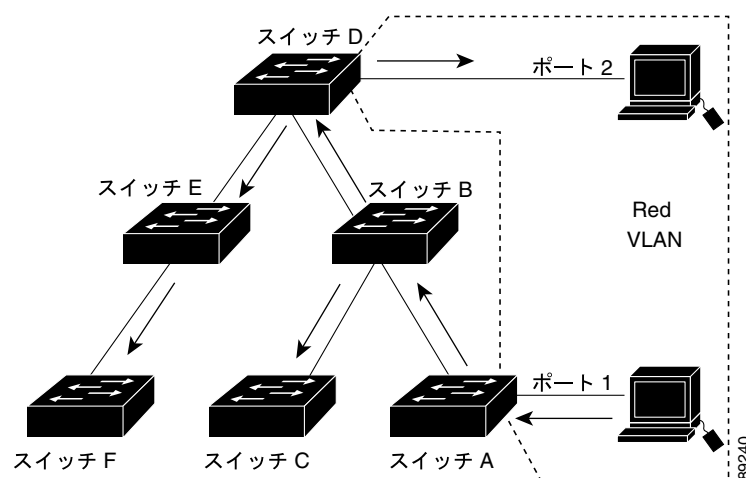 スイッチ D
ポート 2
スイッチ E
スイッチ B
Red
VLAN
ポート 1
スイッチ F
スイッチ C
スイッチ A
89240